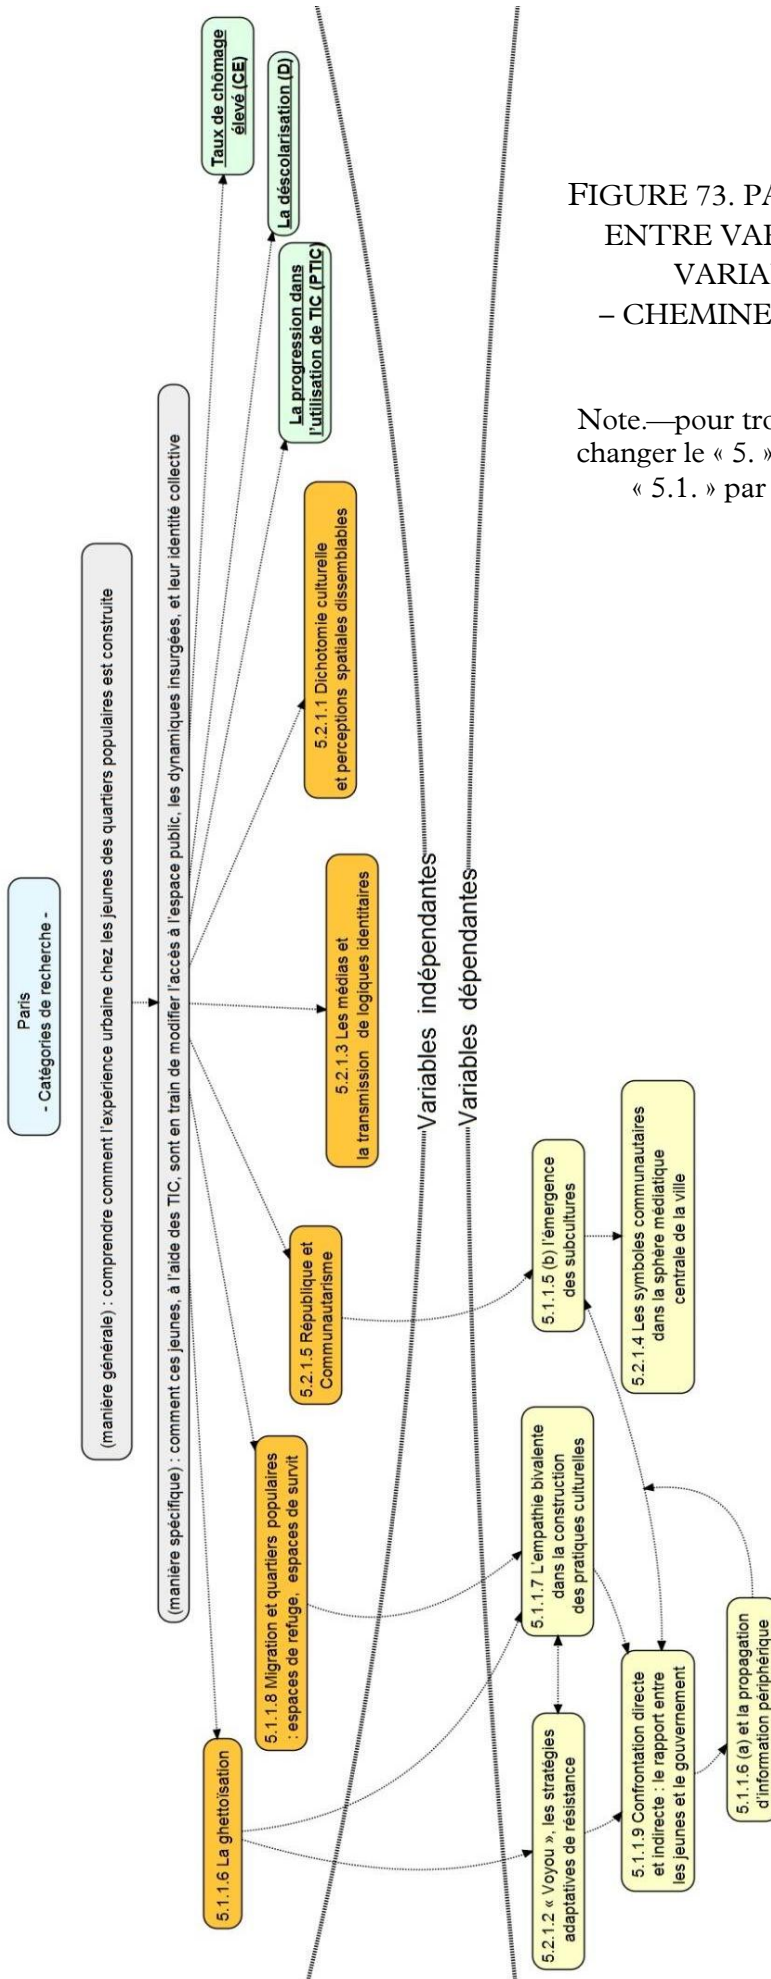 Paris
- Catégories de recherche -
(manière générale) : comprendre comment l'expérience urbaine chez les jeunes des quartiers populaires est construite
(manière spécifique) : comment ces jeunes, à l'aide des TIC, sont en train de modifier l'accès à l'espace public, les dynamiques insurgées, et leur identité collective
5.1.1.6 La ghettoïsation
5.1.1.8 Migration et quartiers populaires
: espaces de refuge, espaces de survit
5.2.1.5 République et
Communautarisme
5.2.1.3 Les médias et
la transmission de logiques identitaires
5.2.1.1 Dichotomie culturelle
et perceptions spatiales dissemblables
La progression dans
l'utilisation de TIC (PTIC)
La déscolarisation (D)
Taux de chômage
élevé (CE)
Variables indépendantes
Variables dépendantes
5.2.1.2 « Voyou », les stratégies
adaptatives de résistance
5.1.1.7 L'empathie bivalente
dans la construction
des pratiques culturelles
5.1.1.5 (b) l'émergence
des subcultures
5.1.1.9 Confrontation directe
et indirecte : le rapport entre
les jeunes et le gouvernement
5.2.1.4 Les symboles communautaires
dans la sphère médiatique
centrale de la ville
5.1.1.6 (a) et la propagation
d'information périphérique
FIGURE 73. PA
ENTRE VAR
VARIA
– CHEMINE
Note.—pour tro
changer le « 5. »
« 5.1. » par